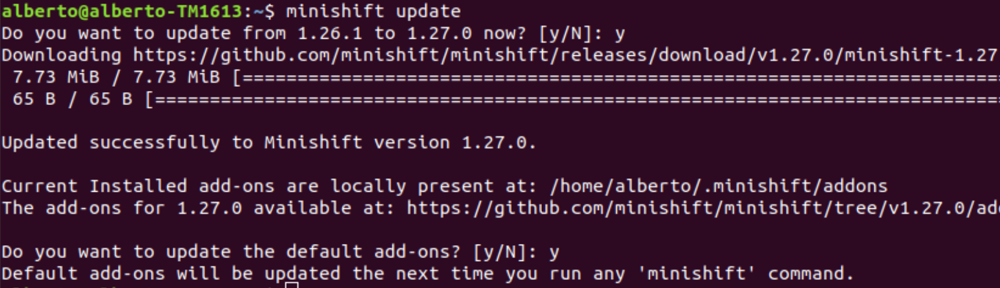 alberto@alberto-TM1613:~$ minishift update
Do you want to update from 1.26.1 to 1.27.0 now? [y/N]: y
Downloading https://github.com/minishift/minishift/releases/download/v1.27.0/minishift-1.27
7.73 MiB / 7.73 MiB [=====================================================================
65 B / 65 B [=============================================================================
Updated successfully to Minishift version 1.27.0.
Current Installed add-ons are locally present at: /home/alberto/.minishift/addons
The add-ons for 1.27.0 available at: https://github.com/minishift/minishift/tree/v1.27.0/ad
Do you want to update the default add-ons? [y/N]: y
Default add-ons will be updated the next time you run any 'minishift' command.